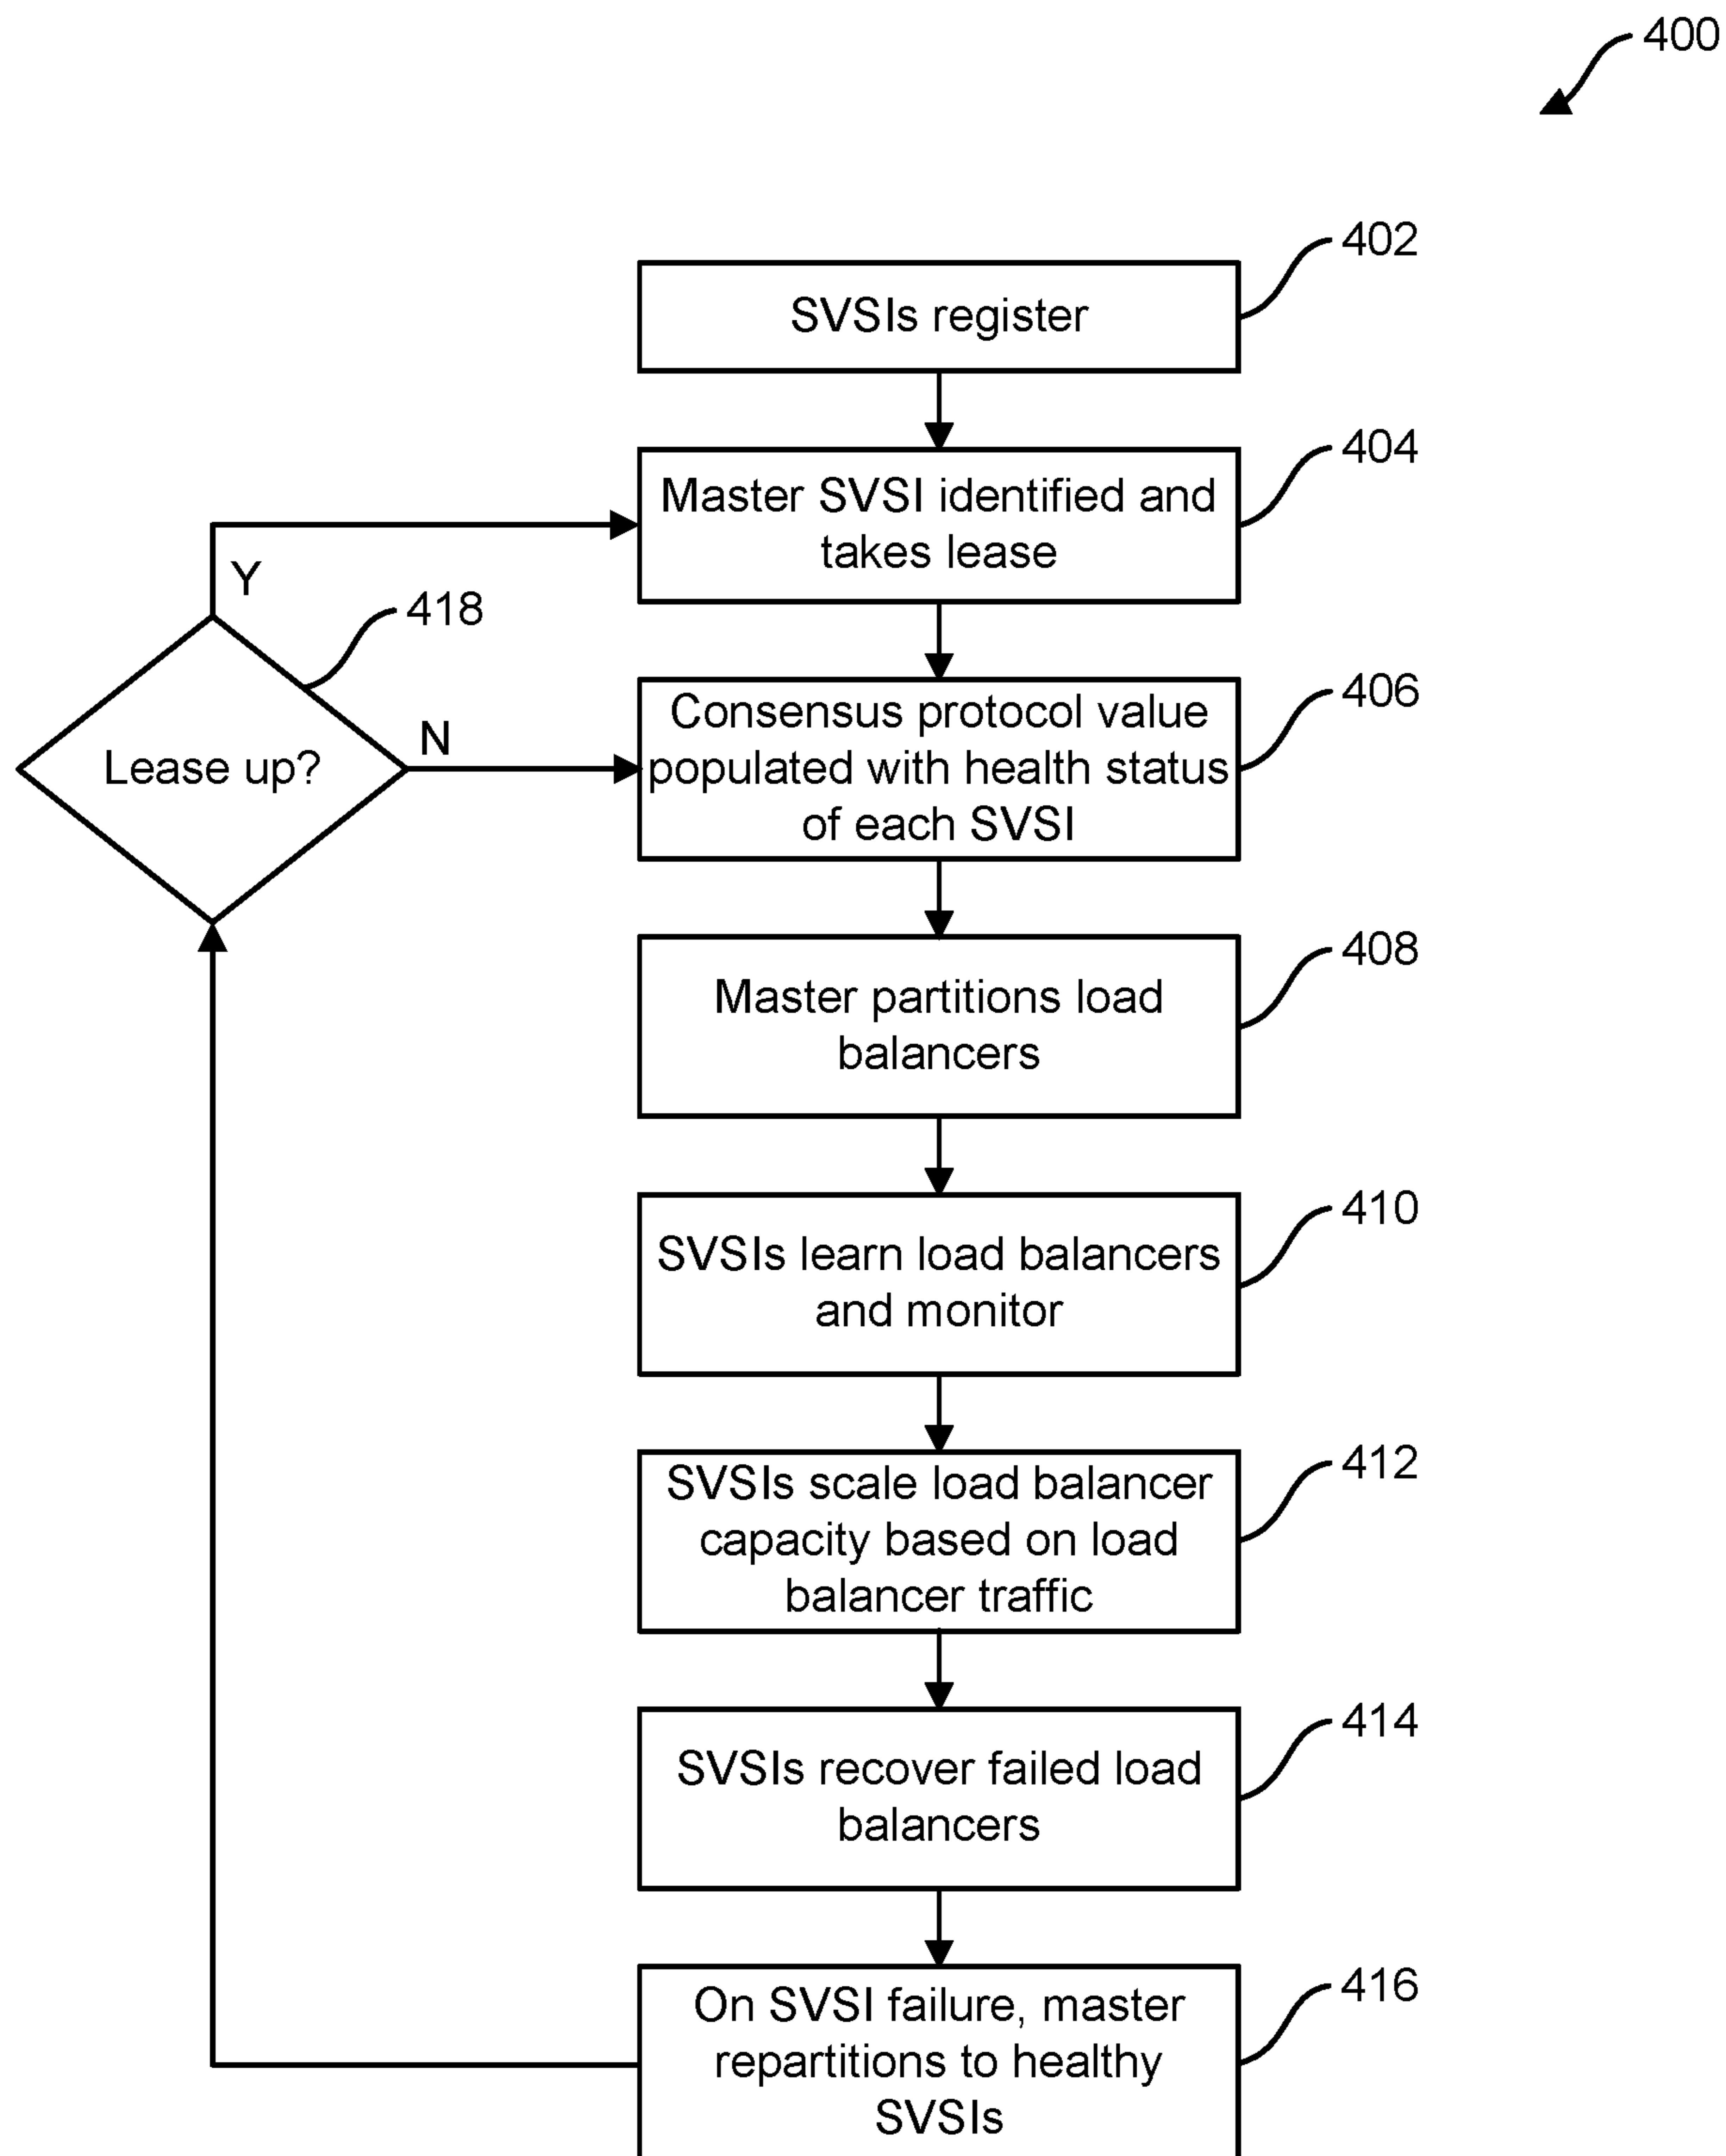 400
402
SVSIs register
404
Master SVSI identified and
takes lease
Y
418
406
Consensus protocol value
populated with health status
of each SVSI
N
Lease up?
408
Master partitions load
balancers
410
SVSIs learn load balancers
and monitor
412
SVSIs scale load balancer
capacity based on load
balancer traffic
414
SVSIs recover failed load
balancers
416
On SVSI failure, master
repartitions to healthy
SVSIs